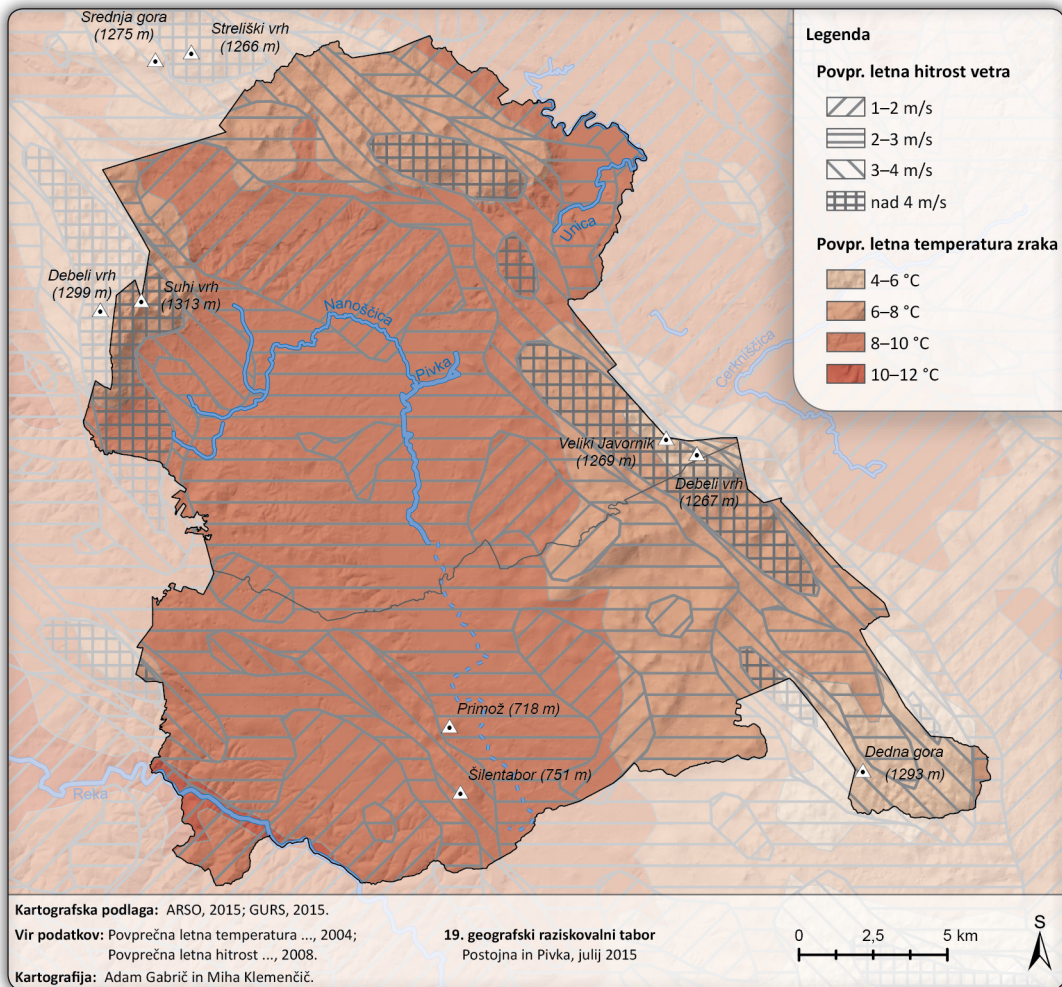 Srednja gora
(1275 m)
Streliški vrh
(1266 m)
Debeli vrh
(1299 m)
Suhi vrh
(1313 m)
Unica
Nanoščica
Pivka
Cerkniščica
Veliki Javornik
(1269 m)
Debeli vrh
(1267 m)
Primož (718 m)
Šilentabor (751 m)
Dedna gora
(1293 m)
Reka
Legenda
Povpr. letna hitrost vetra
1–2 m/s
2–3 m/s
3–4 m/s
nad 4 m/s
Povpr. letna temperatura zraka
4–6 °C
6–8 °C
8–10 °C
10–12 °C
Kartografska podlaga: ARSO, 2015; GURS, 2015.
Vir podatkov: Povprečna letna temperatura ..., 2004;
Povprečna letna hitrost ..., 2008.
Kartografija: Adam Gabrič in Miha Klemenčič.
19. geografski raziskovalni tabor
Postojna in Pivka, julij 2015
0 2,5 5 km
S